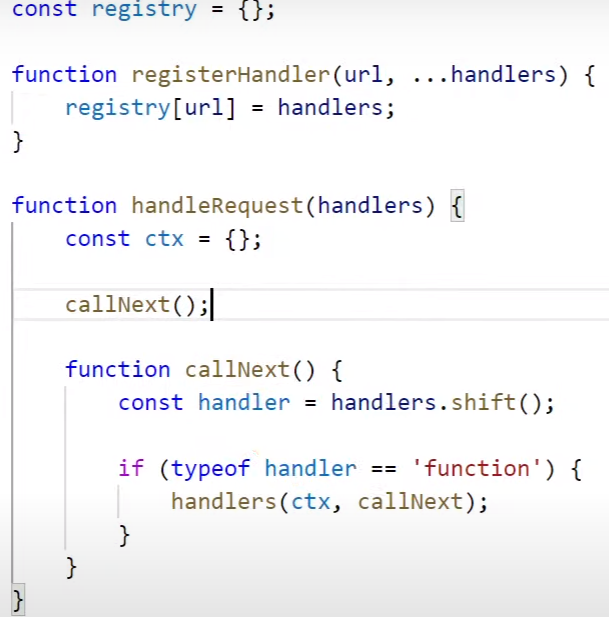 const registry = {};
function registerHandler(url, ...handlers) {
    registry[url] = handlers;
}
function handleRequest(handlers) {
    const ctx = {};
    callNext();
    function callNext() {
        const handler = handlers.shift();
        if (typeof handler == 'function') {
            handlers(ctx, callNext);
        }
    }
}